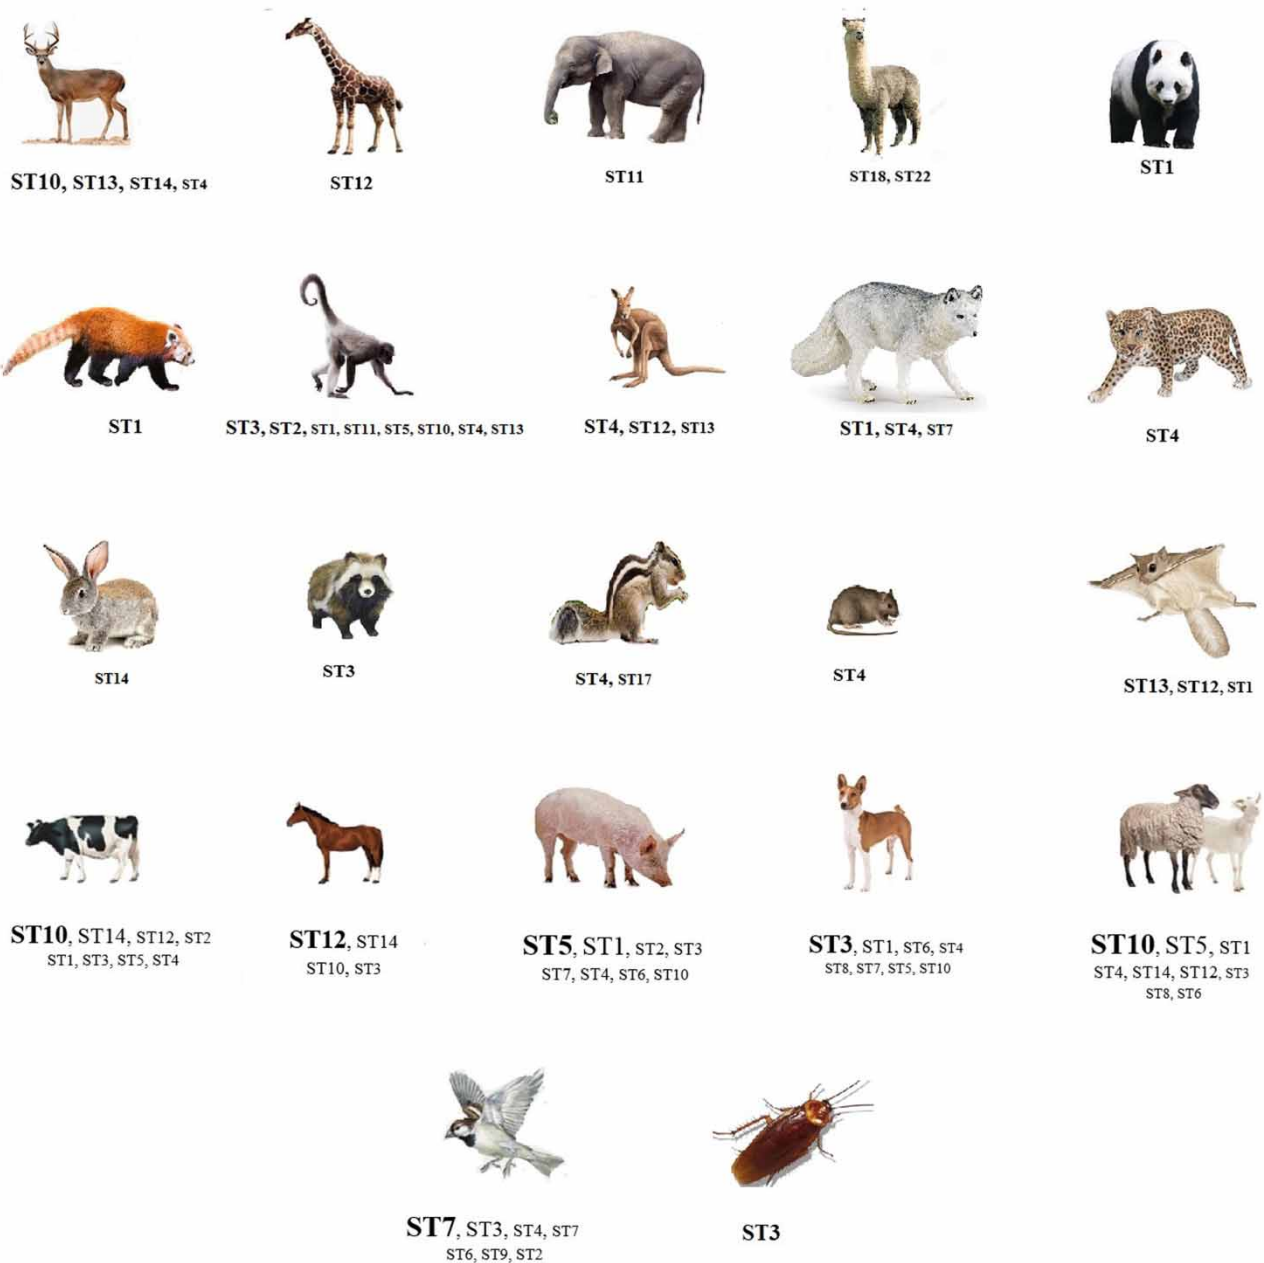 ST10, ST13, ST14, ST4
ST12
ST11
ST18, ST22
ST1
ST1
ST3, ST2, ST1, ST11, ST5, ST10, ST4, ST13
ST4, ST12, ST13
ST1, ST4, ST7
ST4
ST14
ST3
ST4, ST17
ST4
ST13, ST12, ST1
ST10, ST14, ST12, ST2
ST1, ST3, ST5, ST4
ST12, ST14
ST10, ST3
ST5, ST1, ST2, ST3
ST7, ST4, ST6, ST10
ST3, ST1, ST6, ST4
ST8, ST7, ST5, ST10
ST10, ST5, ST1
ST4, ST14, ST12, ST3
ST8, ST6
ST7, ST3, ST4, ST7
ST6, ST9, ST2
ST3